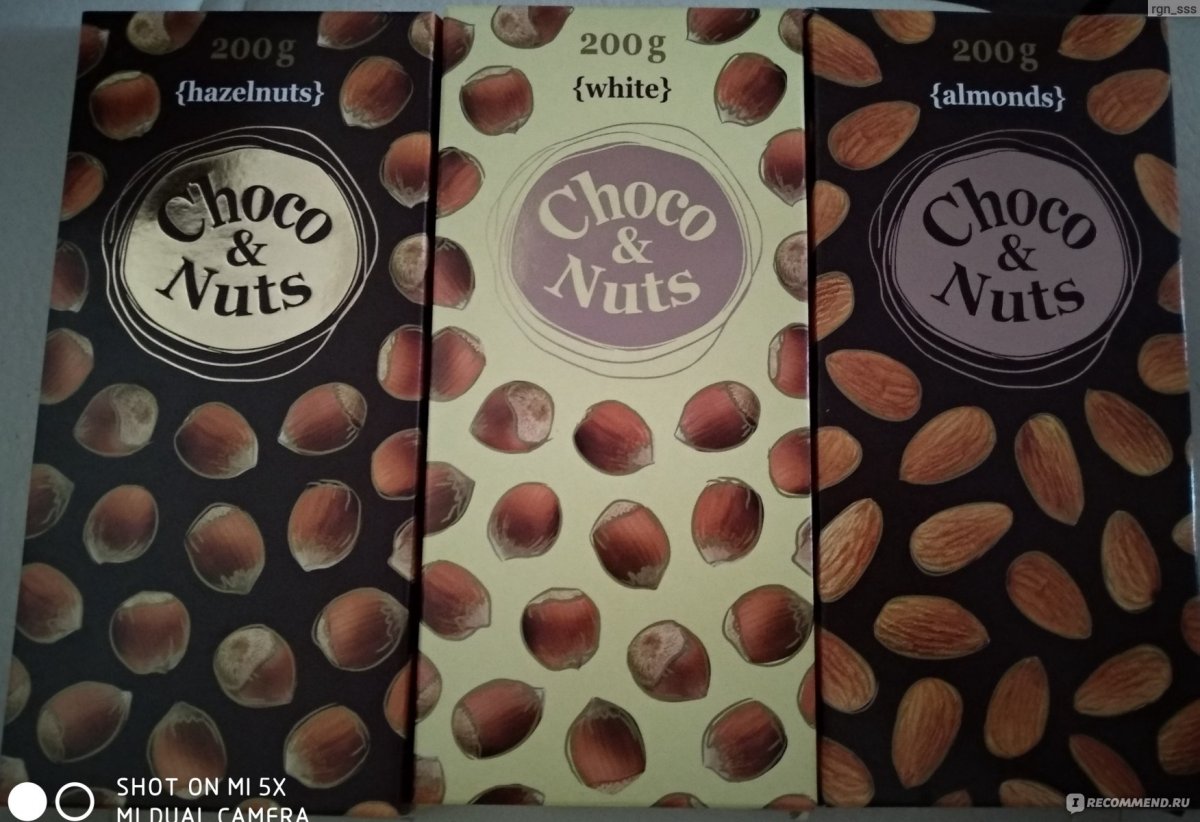 rgn_sss
200g
{hazelnuts}
Choco
&
Nuts
200g
{white}
Choco
&
Nuts
200g
{almonds}
Choco
&
Nuts
SHOT ON MI 5X
MI DUAL CAMERA
I RECOMMEND.RU